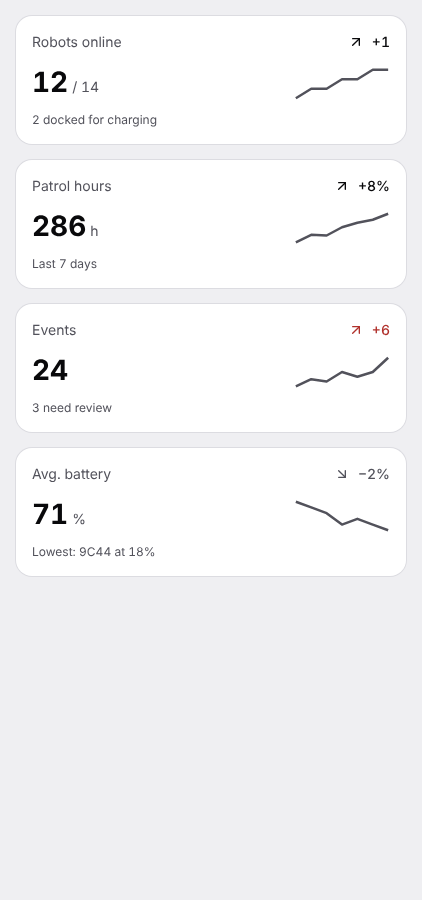 Robots online
+1
12 / 14
2 docked for charging
Patrol hours
+8%
286 h
Last 7 days
Events
+6
24
3 need review
Avg. battery
−2%
71 %
Lowest: 9C44 at 18%